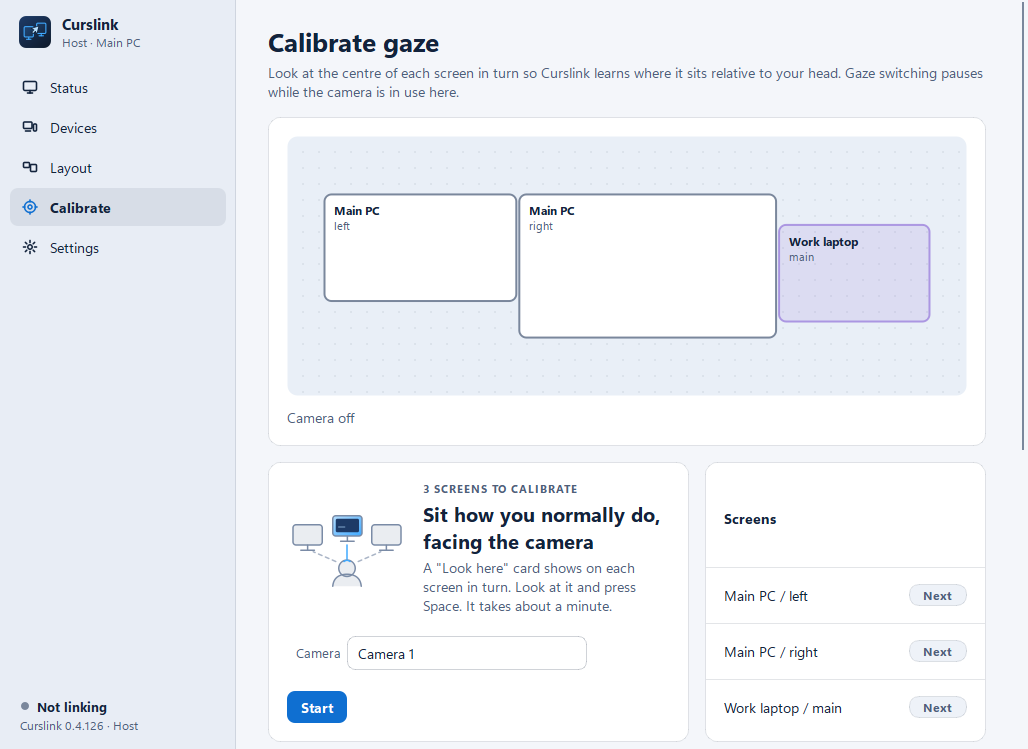 Curslink
Host · Main PC
Status
Devices
Layout
Calibrate
Settings
Not linking
Curslink 0.4.126 · Host
Calibrate gaze
Look at the centre of each screen in turn so Curslink learns where it sits relative to your head. Gaze switching pauses
while the camera is in use here.
Main PC
left
Main PC
right
Work laptop
main
Camera off
3 SCREENS TO CALIBRATE
Sit how you normally do,
facing the camera
A "Look here" card shows on each
screen in turn. Look at it and press
Space. It takes about a minute.
Camera
Camera 1
Start
Screens
Main PC / left
Next
Main PC / right
Next
Work laptop / main
Next